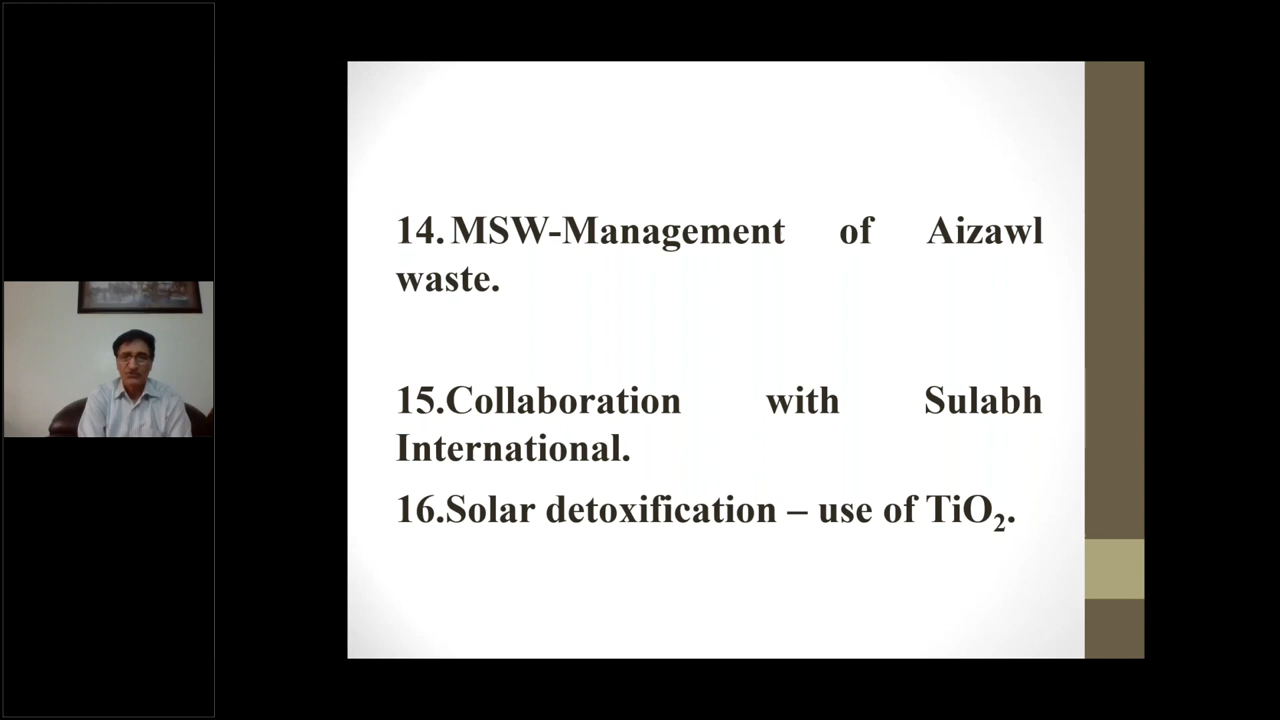 14. MSW-Management of Aizawl
waste.
15.Collaboration with Sulabh
International.
16.Solar detoxification – use of TiO₂.